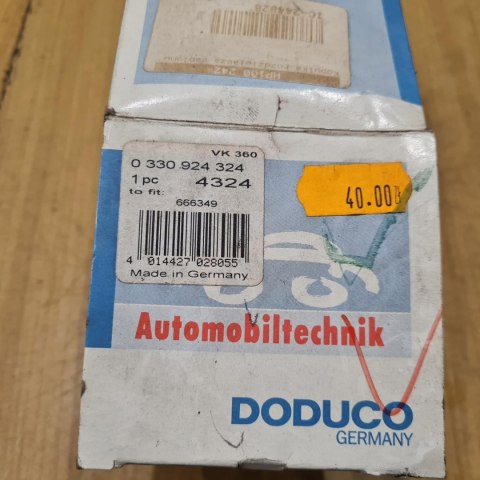 VK 360
0 330 924 324
1 pc 4324
to fit:
666349
4 014427 028055
Made in Germany
40.00
Automobiltechnik
DODUCO
GERMANY